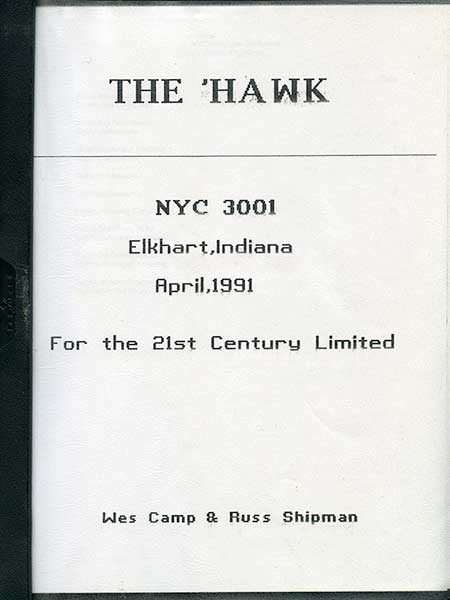 THE 'HAWK
NYC 3001
Elkhart,Indiana
April,1991
For the 21st Century Limited
Wes Camp & Russ Shipman